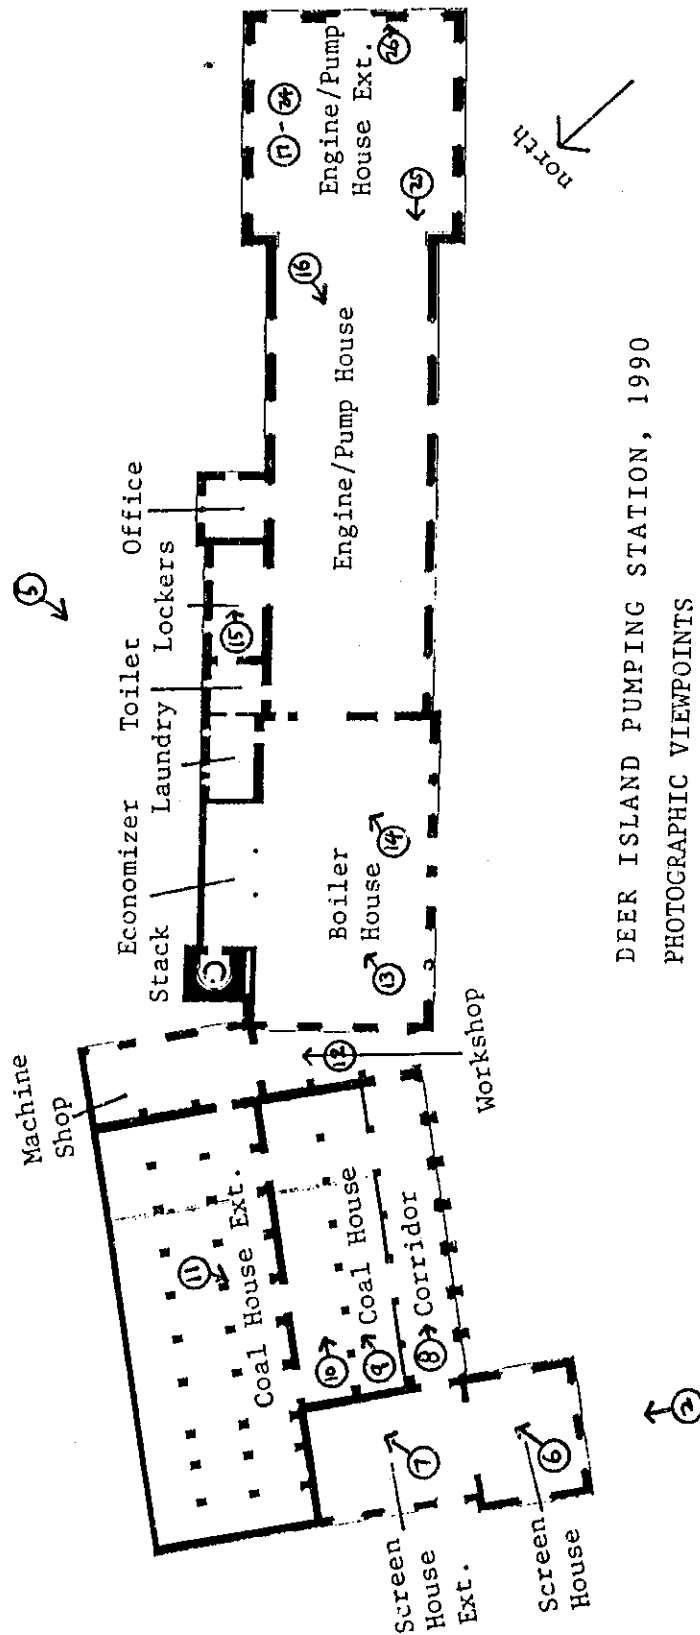 Engine/Pump
House Ext.
26
17 - 24
25
16
north
Engine/Pump House
Office
Lockers
15
Toilet
Laundry
5
Economizer
Stack
Boiler
House
14
13
12
Workshop
Machine
Shop
Coal House Ext.
11
Coal House
10
9
Corridor
8
7
6
2
Screen
House
Ext.
Screen
House
DEER ISLAND PUMPING STATION, 1990
PHOTOGRAPHIC VIEWPOINTS